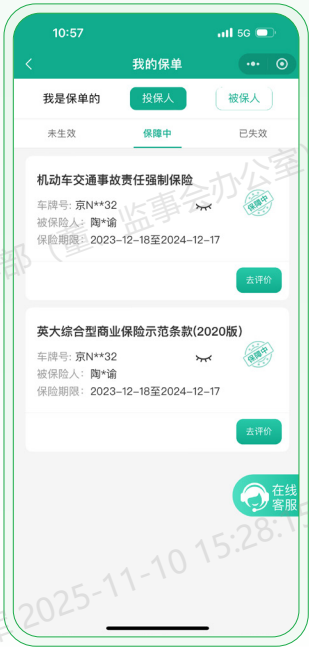 10:57
5G
我的保单
我是保单的 投保人 被保人
未生效 保障中 已失效
机动车交通事故责任强制保险
车牌号: 京N**32
保障中
被保险人: 陶*谕
保险期限: 2023-12-18至2024-12-17
去评价
英大综合型商业保险示范条款(2020版)
车牌号: 京N**32
保障中
被保险人: 陶*谕
保险期限: 2023-12-18至2024-12-17
去评价
在线
客服
部（董（监事会办公室）
2025-11-10 15:28:15